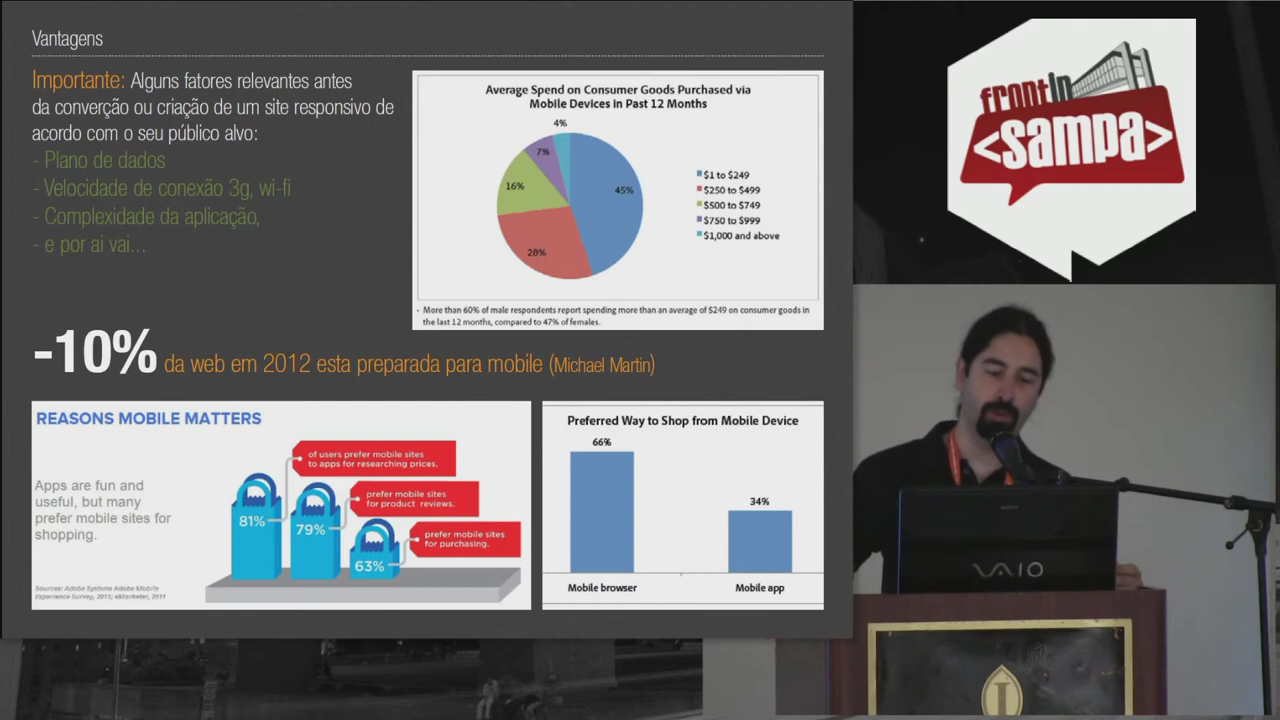 Vantagens
Importante: Alguns fatores relevantes antes
da converção ou criação de um site responsivo de
acordo com o seu público alvo:
- Plano de dados
- Velocidade de conexão 3g, wi-fi
- Complexidade da aplicação,
- e por ai vai...
Average Spend on Consumer Goods Purchased via
Mobile Devices in Past 12 Months
4%
7%
16%
45%
28%
$1 to $249
$250 to $499
$500 to $749
$750 to $999
$1,000 and above
- More than 60% of male respondents report spending more than an average of $249 on consumer goods in
the last 12 months, compared to 47% of females.
-10% da web em 2012 esta preparada para mobile (Michael Martin)
REASONS MOBILE MATTERS
Apps are fun and
useful, but many
prefer mobile sites for
shopping.
of users prefer mobile sites
to apps for researching prices.
prefer mobile sites
for product reviews.
prefer mobile sites
for purchasing.
81%
79%
63%
Sources: Adobe Systems Adobe Mobile
Experience Survey, 2011; eMarketer, 2011
Preferred Way to Shop from Mobile Device
66%
34%
Mobile browser
Mobile app
frontin
<sampa>
SONY
VAIO